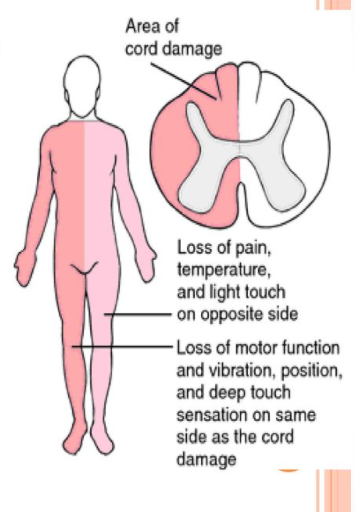 Area of
cord damage
Loss of pain,
temperature,
and light touch
on opposite side
Loss of motor function
and vibration, position,
and deep touch
sensation on same
side as the cord
damage